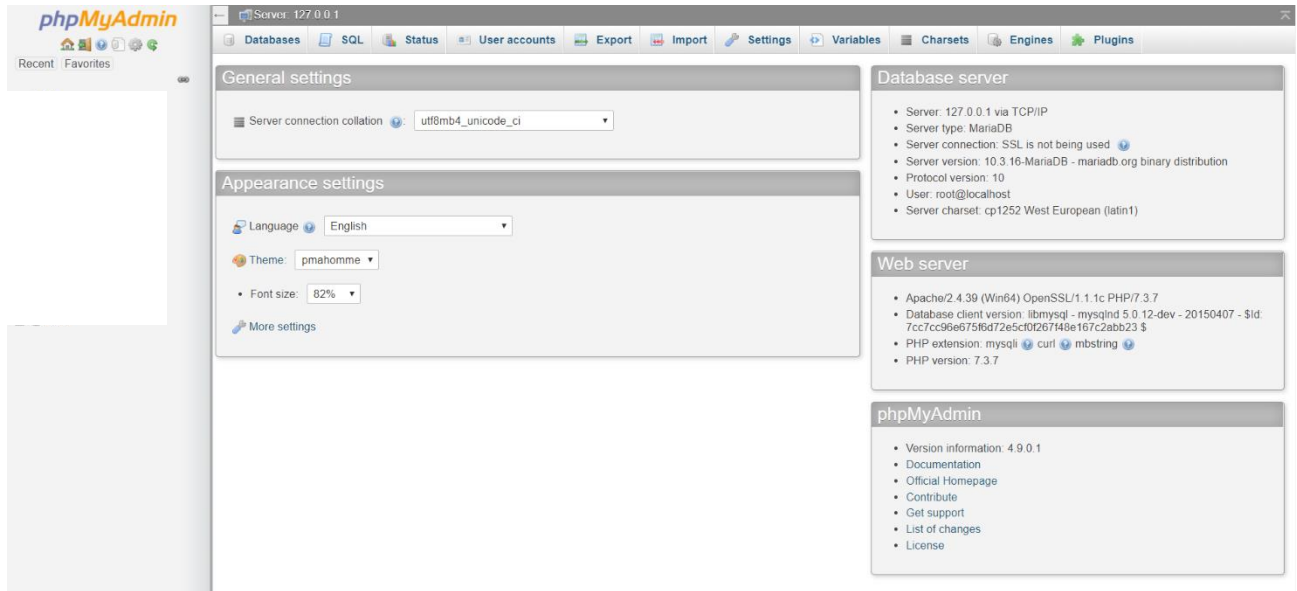 phpMyAdmin
Recent Favorites
Server: 127.0.0.1
Databases SQL Status User accounts Export Import Settings Variables Charsets Engines Plugins
General settings
Server connection collation : utf8mb4_unicode_ci
Appearance settings
Language English
Theme: pmahomme
• Font size: 82%
More settings
Database server
• Server: 127.0.0.1 via TCP/IP
• Server type: MariaDB
• Server connection: SSL is not being used
• Server version: 10.3.16-MariaDB - mariadb.org binary distribution
• Protocol version: 10
• User: root@localhost
• Server charset: cp1252 West European (latin1)
Web server
• Apache/2.4.39 (Win64) OpenSSL/1.1.1c PHP/7.3.7
• Database client version: libmysql - mysqlnd 5.0.12-dev - 20150407 - $Id:
7cc7cc96e675f6d72e5cf0f267f48e167c2abb23 $
• PHP extension: mysqli curl mbstring
• PHP version: 7.3.7
phpMyAdmin
• Version information: 4.9.0.1
• Documentation
• Official Homepage
• Contribute
• Get support
• List of changes
• License